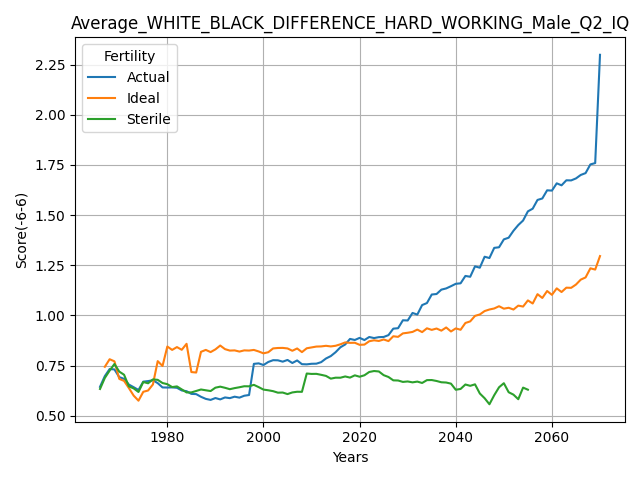 Average_WHITE_BLACK_DIFFERENCE_HARD_WORKING_Male_Q2_IQ
Fertility
Actual
Ideal
Sterile
Score(-6-6)
2.25
2.00
1.75
1.50
1.25
1.00
0.75
0.50
1980 2000 2020 2040 2060
Years